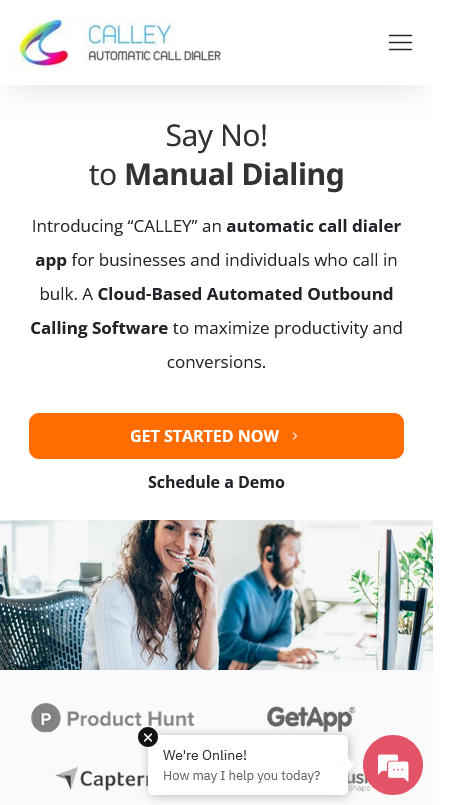 CALLEY
AUTOMATIC CALL DIALER
Say No!
to Manual Dialing
Introducing “CALLEY” an automatic call dialer
app for businesses and individuals who call in
bulk. A Cloud-Based Automated Outbound
Calling Software to maximize productivity and
conversions.
GET STARTED NOW
Schedule a Demo
P Product Hunt
GetApp
We're Online!
How may I help you today?